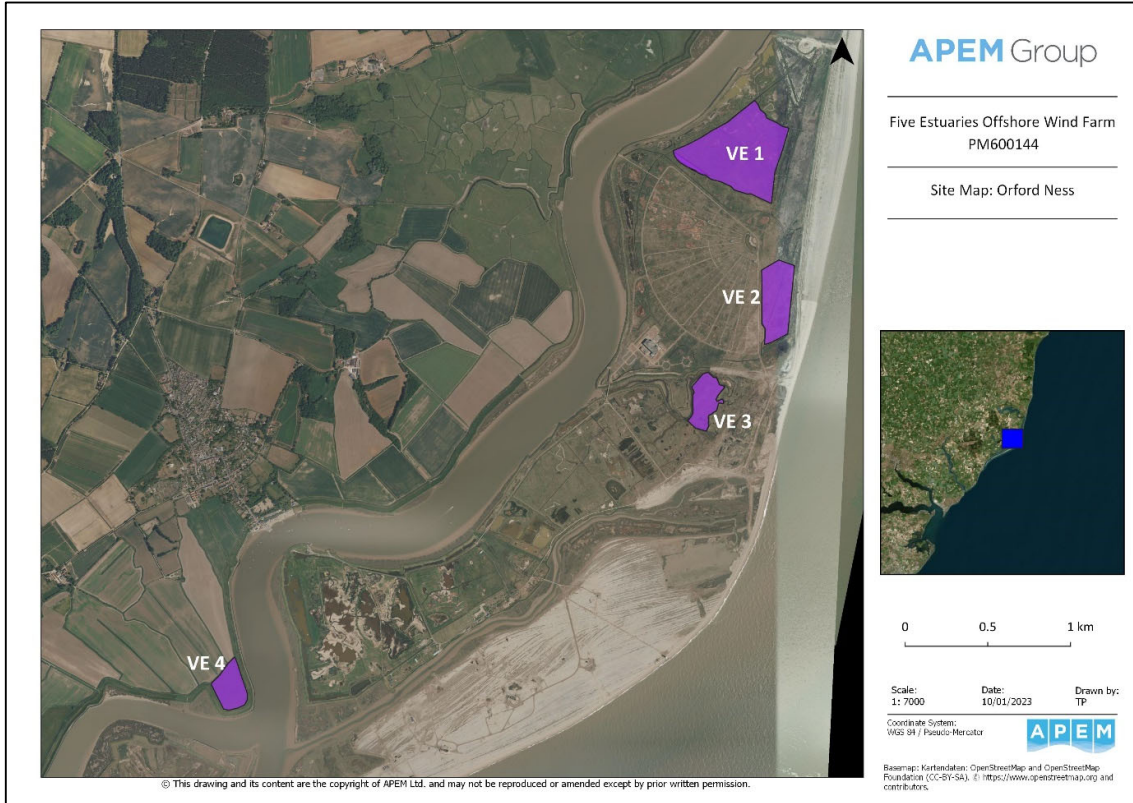 APEM Group
Five Estuaries Offshore Wind Farm
PM600144
Site Map: Orford Ness
VE 1
VE 2
VE 3
VE 4
0 0.5 1 km
Scale: Date: Drawn by:
1: 7000 10/01/2023 TP
Coordinate System:
WGS 84 / Pseudo-Mercator
APEM
Basemap: Kartendaten: OpenStreetMap and OpenStreetMap
Foundation (CC-BY-SA). © https://www.openstreetmap.org and
contributors.
© This drawing and its content are the copyright of APEM Ltd. and may not be reproduced or amended except by prior written permission.